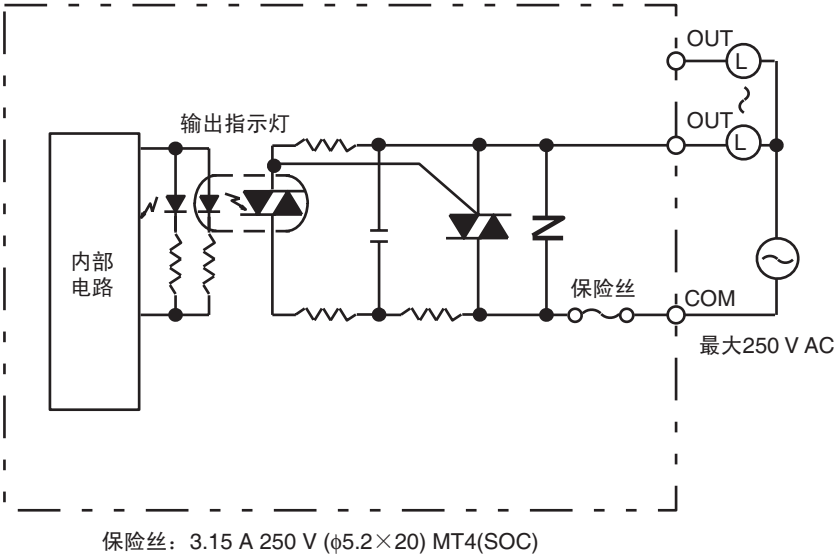 OUT
L
输出指示灯
OUT
L
内部
电路
保险丝
COM
最大250 V AC
保险丝：3.15 A 250 V (ϕ5.2×20) MT4(SOC)